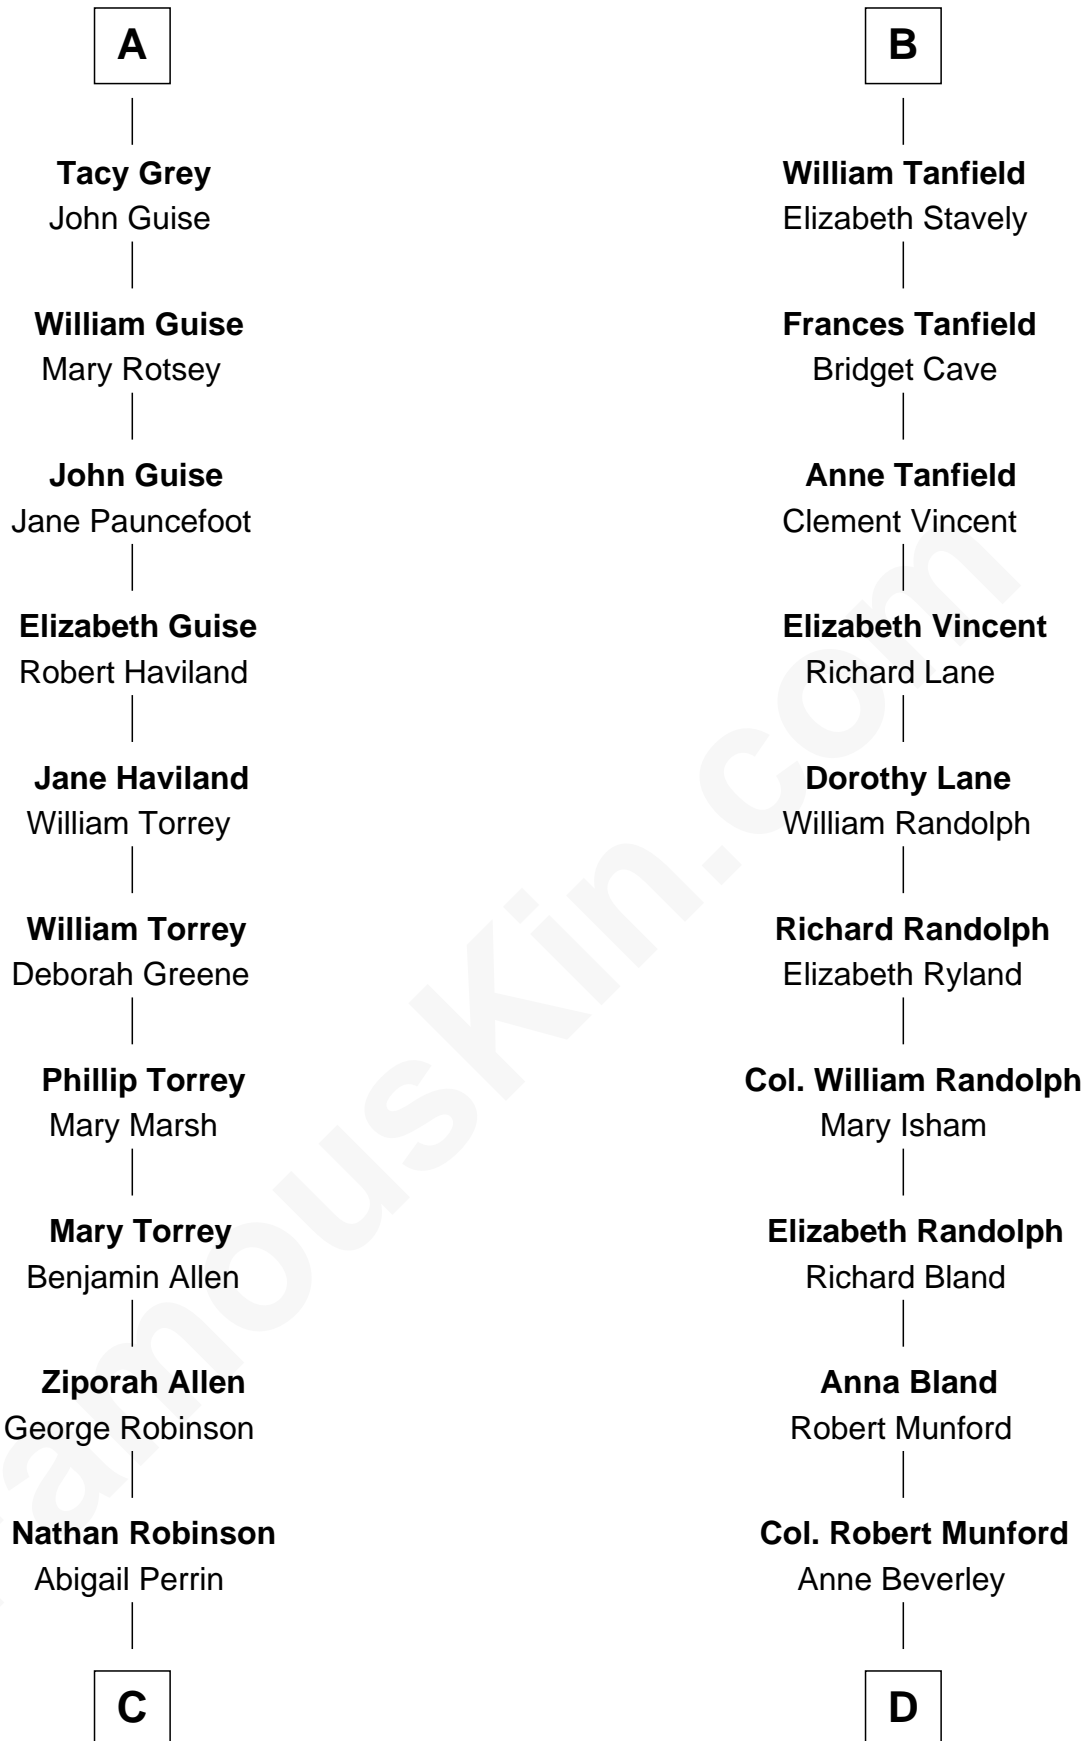 A
Tacy Grey
John Guise
William Guise
Mary Rotsey
John Guise
Jane Pauncefoot
Elizabeth Guise
Robert Haviland
Jane Haviland
William Torrey
William Torrey
Deborah Greene
Phillip Torrey
Mary Marsh
Mary Torrey
Benjamin Allen
Ziporah Allen
George Robinson
Nathan Robinson
Abigail Perrin
C
B
William Tanfield
Elizabeth Stavely
Frances Tanfield
Bridget Cave
Anne Tanfield
Clement Vincent
Elizabeth Vincent
Richard Lane
Dorothy Lane
William Randolph
Richard Randolph
Elizabeth Ryland
Col. William Randolph
Mary Isham
Elizabeth Randolph
Richard Bland
Anna Bland
Robert Munford
Col. Robert Munford
Anne Beverley
D
FamousKin.com